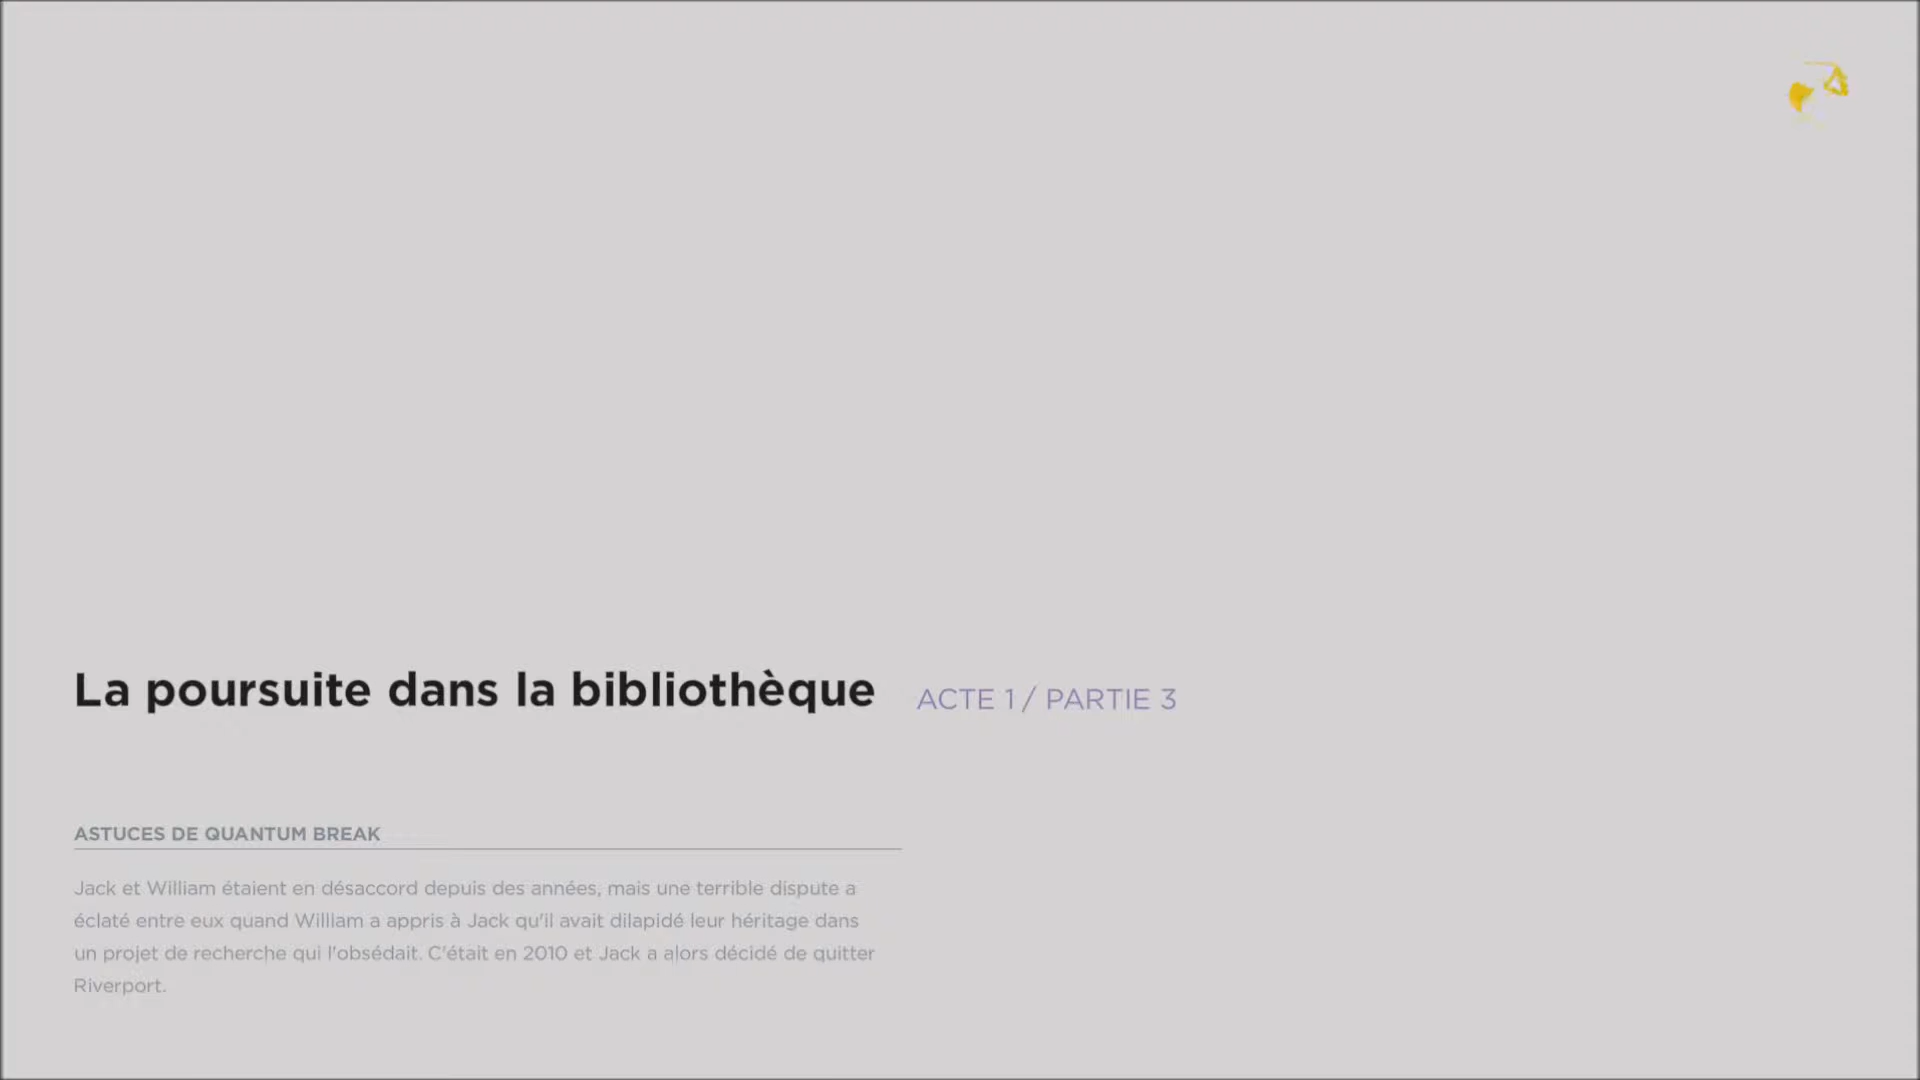 La poursuite dans la bibliothèque ACTE 1 / PARTIE 3
ASTUCES DE QUANTUM BREAK
Jack et William étaient en désaccord depuis des années, mais une terrible dispute a
éclaté entre eux quand William a appris à Jack qu'il avait dilapidé leur héritage dans
un projet de recherche qui l'obsédait. C'était en 2010 et Jack a alors décidé de quitter
Riverport.